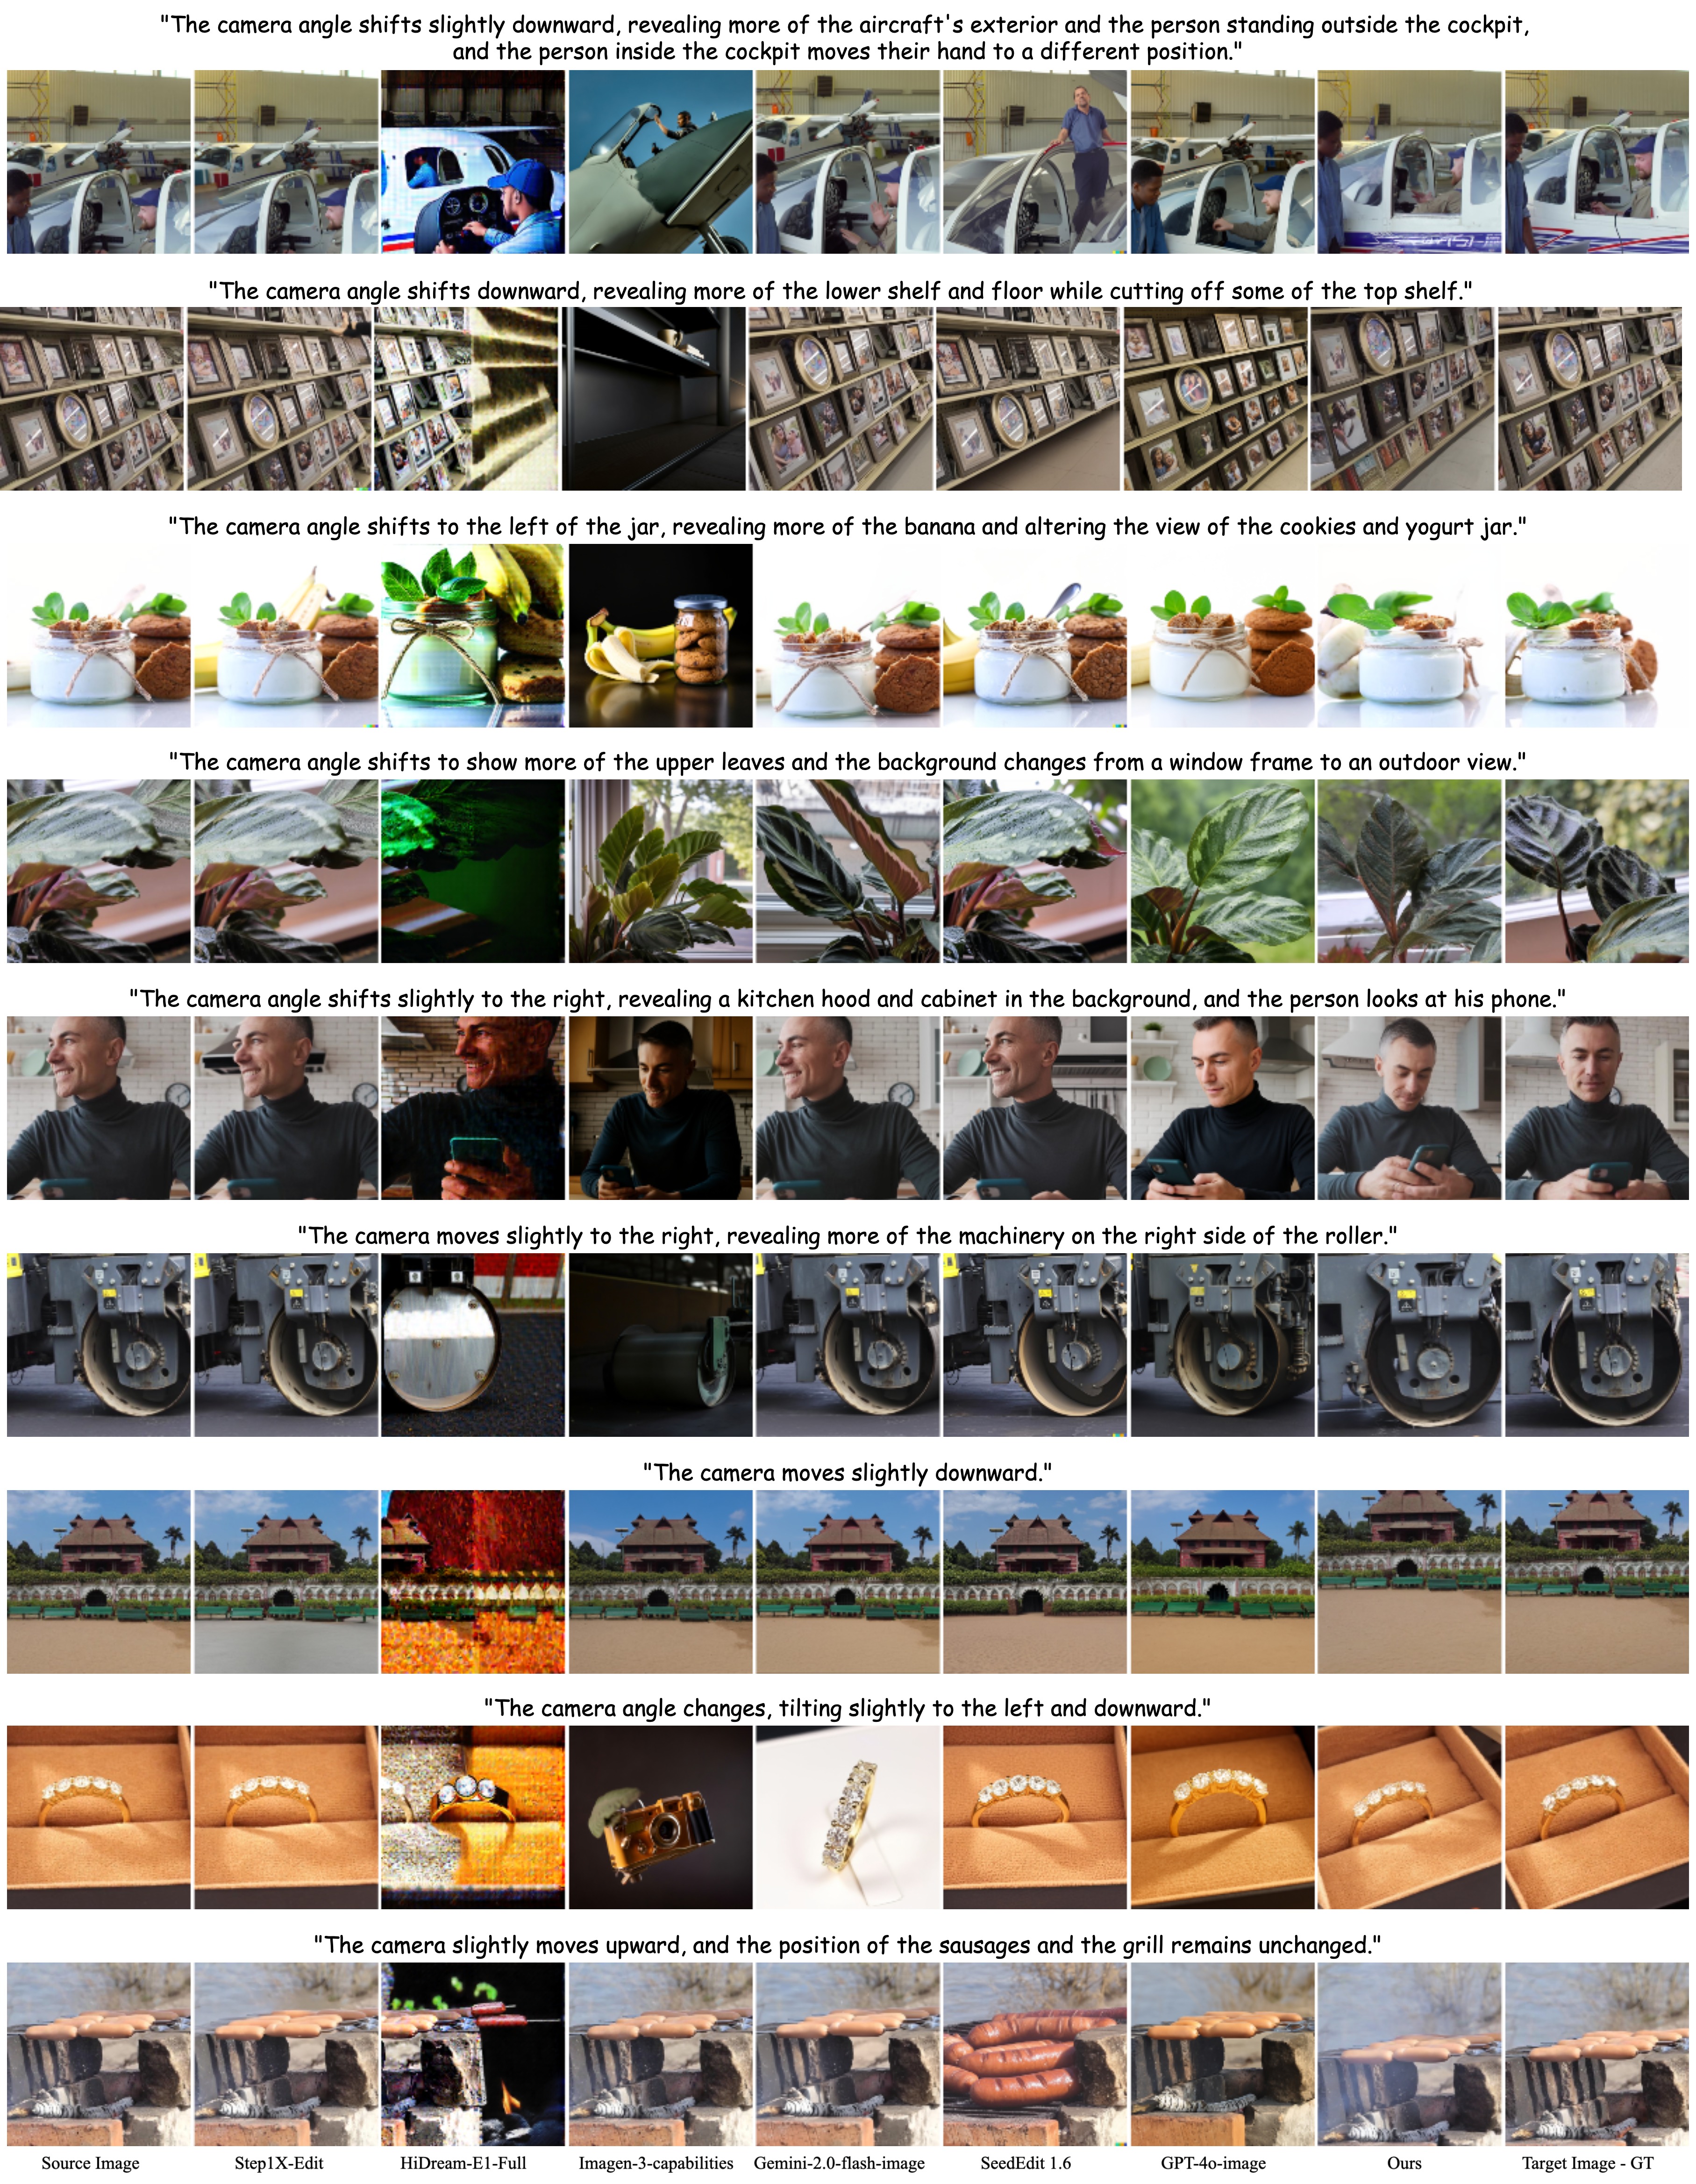 "The camera angle shifts slightly downward, revealing more of the aircraft's exterior and the person standing outside the cockpit,
and the person inside the cockpit moves their hand to a different position."
"The camera angle shifts downward, revealing more of the lower shelf and floor while cutting off some of the top shelf."
"The camera angle shifts to the left of the jar, revealing more of the banana and altering the view of the cookies and yogurt jar."
"The camera angle shifts to show more of the upper leaves and the background changes from a window frame to an outdoor view."
"The camera angle shifts slightly to the right, revealing a kitchen hood and cabinet in the background, and the person looks at his phone."
"The camera moves slightly to the right, revealing more of the machinery on the right side of the roller."
"The camera moves slightly downward."
"The camera angle changes, tilting slightly to the left and downward."
"The camera slightly moves upward, and the position of the sausages and the grill remains unchanged."
Source Image Step1X-Edit HiDream-E1-Full Imagen-3-capabilities Gemini-2.0-flash-image SeedEdit 1.6 GPT-4o-image Ours Target Image - GT